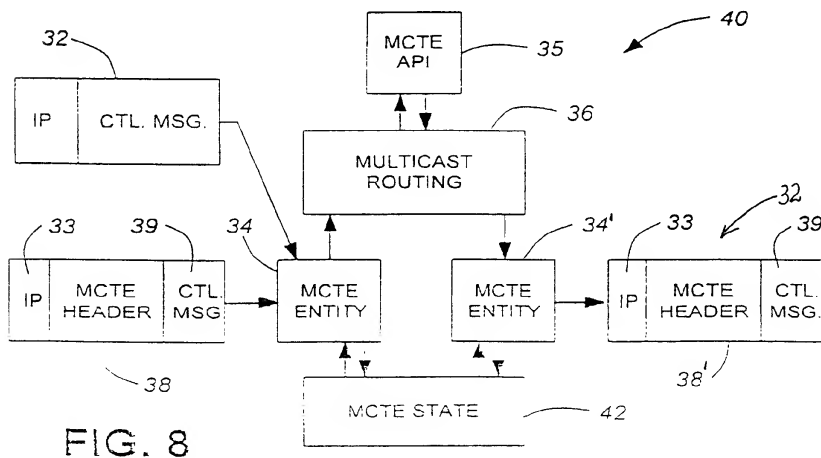 40
32
MCTE
API
35
IP
CTL. MSG.
36
MULTICAST
ROUTING
33
39
34
34'
32
33
39
IP
MCTE
HEADER
CTL.
MSG
MCTE
ENTITY
MCTE
ENTITY
IP
MCTE
HEADER
CTL.
MSG.
38
38'
MCTE STATE
42
FIG. 8